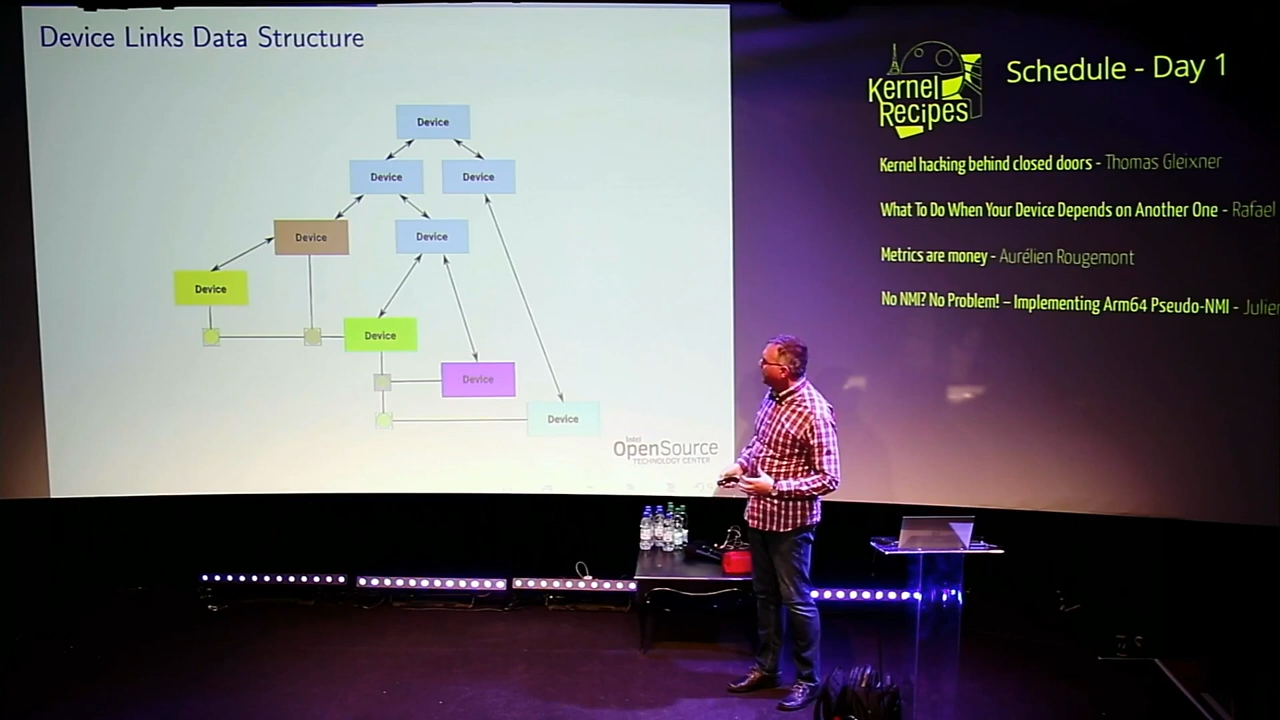 Device Links Data Structure
Device
Device
Device
Device
Device
Device
Device
Device
Device
intel
OpenSource
TECHNOLOGY CENTER
Kernel
Recipes
Schedule - Day 1
Kernel hacking behind closed doors - Thomas Gleixner
What To Do When Your Device Depends on Another One - Rafael
Metrics are money - Aurélien Rougemont
No NMI? No Problem! – Implementing Arm64 Pseudo-NMI - Julien